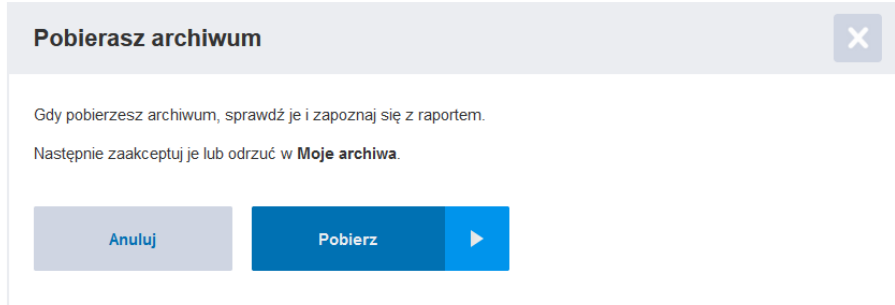 Pobierasz archiwum
Gdy pobierzesz archiwum, sprawdź je i zapoznaj się z raportem.
Następnie zaakceptuj je lub odrzuć w Moje archiwa.
Anuluj
Pobierz